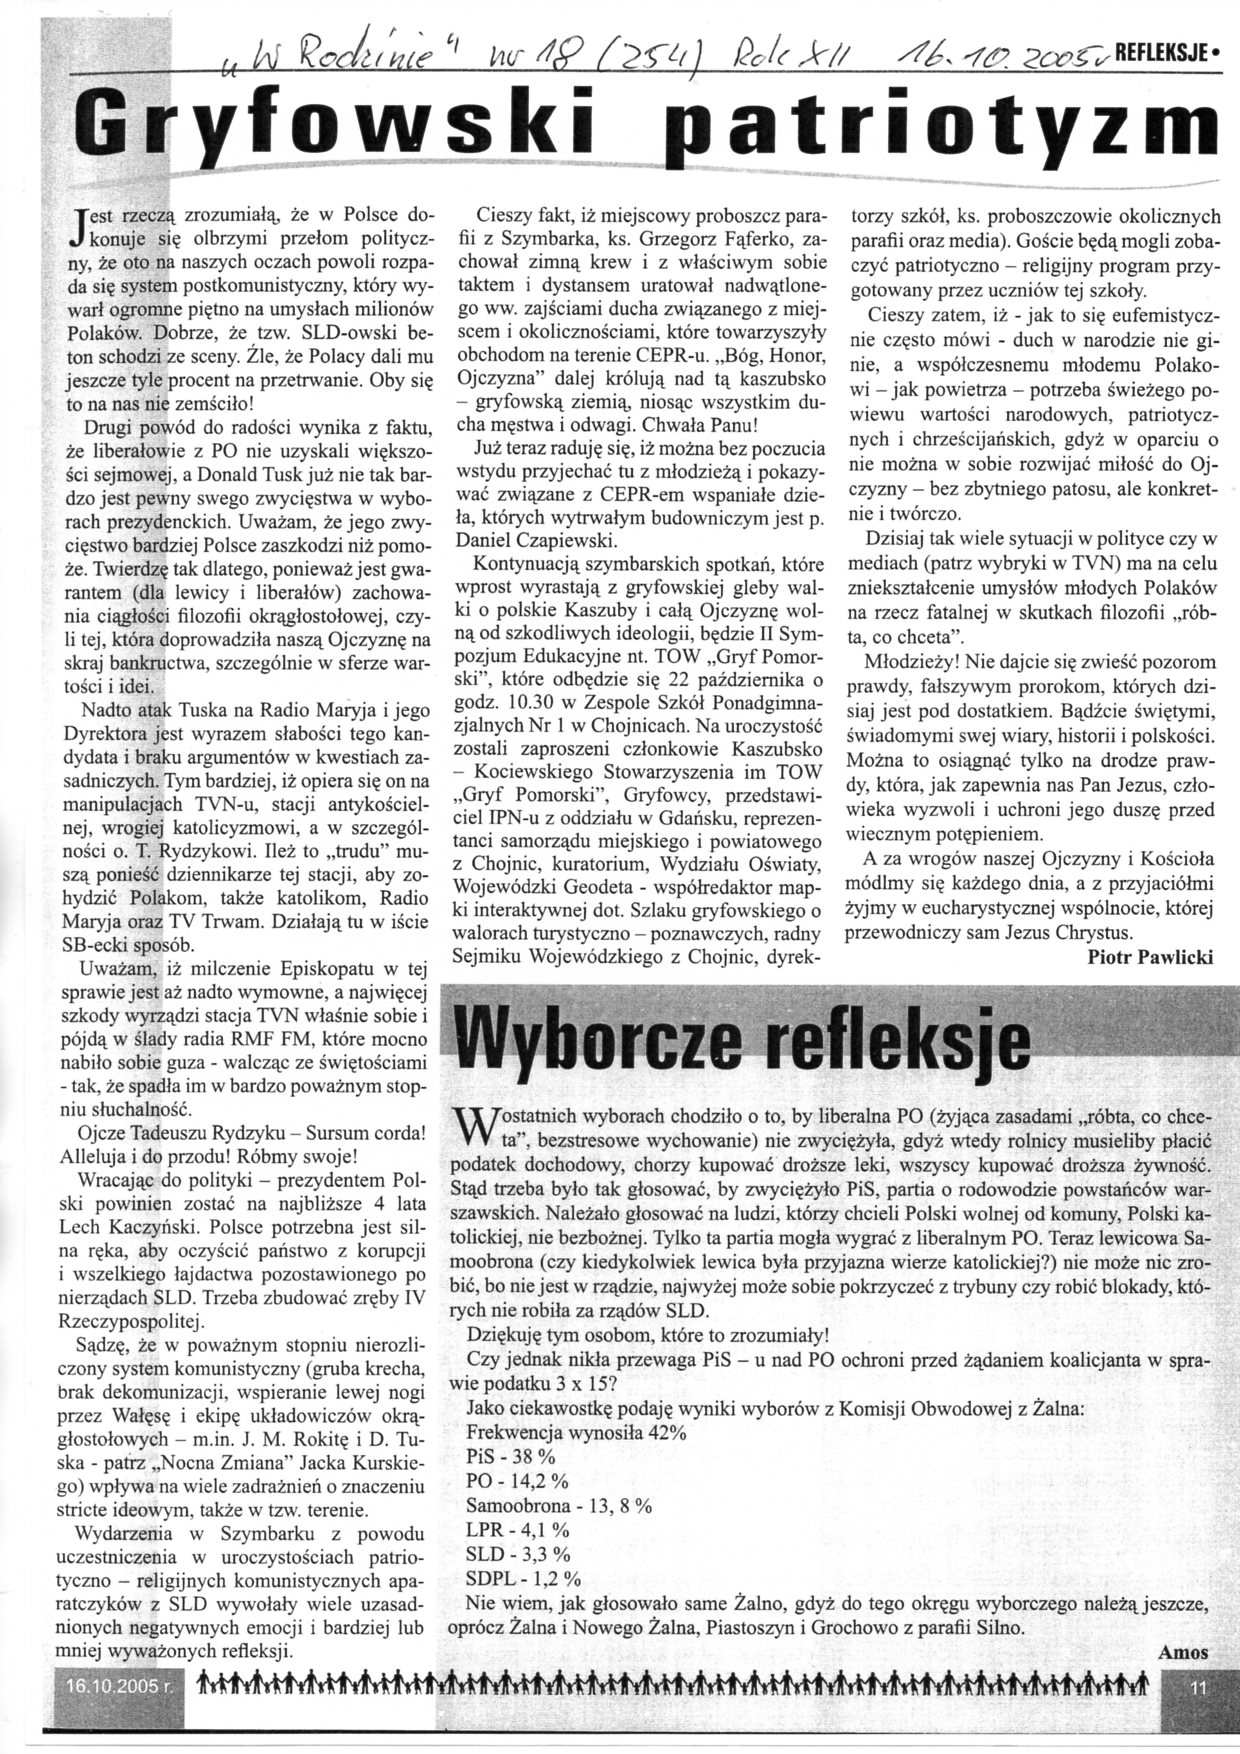 „W Rodzinie" nr 18 (254) Rok XII 16.10.2005r
REFLEKSJE •
Gryfowski patriotyzm
Jest rzeczą zrozumiałą, że w Polsce do-
konuje się olbrzymi przełom politycz-
ny, że oto na naszych oczach powoli rozpa-
da się system postkomunistyczny, który wy-
warł ogromne piętno na umysłach milionów
Polaków. Dobrze, że tzw. SLD-owski be-
ton schodzi ze sceny. Źle, że Polacy dali mu
jeszcze tyle procent na przetrwanie. Oby się
to na nas nie zemściło!
Drugi powód do radości wynika z faktu,
że liberałowie z PO nie uzyskali większo-
ści sejmowej, a Donald Tusk już nie tak bar-
dzo jest pewny swego zwycięstwa w wybo-
rach prezydenckich. Uważam, że jego zwy-
cięstwo bardziej Polsce zaszkodzi niż pomo-
że. Twierdzę tak dlatego, ponieważ jest gwa-
rantem (dla lewicy i liberałów) zachowa-
nia ciągłości filozofii okrągłostołowej, czy-
li tej, która doprowadziła naszą Ojczyznę na
skraj bankructwa, szczególnie w sferze war-
tości i idei.
Nadto atak Tuska na Radio Maryja i jego
Dyrektora jest wyrazem słabości tego kan-
dydata i braku argumentów w kwestiach za-
sadniczych. Tym bardziej, iż opiera się on na
manipulacjach TVN-u, stacji antykościel-
nej, wrogiej katolicyzmowi, a w szczegól-
ności o. T. Rydzykowi. Ileż to „trudu” mu-
szą ponieść dziennikarze tej stacji, aby zo-
hydzić Polakom, także katolikom, Radio
Maryja oraz TV Trwam. Działają tu w iście
SB-ecki sposób.
Uważam, iż milczenie Episkopatu w tej
sprawie jest aż nadto wymowne, a najwięcej
szkody wyrządzi stacja TVN właśnie sobie i
pójdą w ślady radia RMF FM, które mocno
nabiło sobie guza - walcząc ze świętościami
- tak, że spadła im w bardzo poważnym stop-
niu słuchalność.
Ojcze Tadeuszu Rydzyku – Sursum corda!
Alleluja i do przodu! Róbmy swoje!
Wracając do polityki – prezydentem Pol-
ski powinien zostać na najbliższe 4 lata
Lech Kaczyński. Polsce potrzebna jest sil-
na ręka, aby oczyścić państwo z korupcji
i wszelkiego łajdactwa pozostawionego po
nierządach SLD. Trzeba zbudować zręby IV
Rzeczypospolitej.
Sądzę, że w poważnym stopniu nierozli-
czony system komunistyczny (gruba krecha,
brak dekomunizacji, wspieranie lewej nogi
przez Wałęsę i ekipę układowiczów okrą-
głostołowych – m.in. J. M. Rokitę i D. Tu-
ska - patrz „Nocna Zmiana” Jacka Kurskie-
go) wpływa na wiele zadrażnień o znaczeniu
stricte ideowym, także w tzw. terenie.
Wydarzenia w Szymbarku z powodu
uczestniczenia w uroczystościach patrio-
tyczno – religijnych komunistycznych apa-
ratczyków z SLD wywołały wiele uzasad-
nionych negatywnych emocji i bardziej lub
mniej wyważonych refleksji.
Cieszy fakt, iż miejscowy proboszcz para-
fii z Szymbarka, ks. Grzegorz Fąferko, za-
chował zimną krew i z właściwym sobie
taktem i dystansem uratował nadwątlone-
go ww. zajściami ducha związanego z miej-
scem i okolicznościami, które towarzyszyły
obchodom na terenie CEPR-u. „Bóg, Honor,
Ojczyzna” dalej królują nad tą kaszubsko
– gryfowską ziemią, niosąc wszystkim du-
cha męstwa i odwagi. Chwała Panu!
Już teraz raduję się, iż można bez poczucia
wstydu przyjechać tu z młodzieżą i pokazy-
wać związane z CEPR-em wspaniałe dzie-
ła, których wytrwałym budowniczym jest p.
Daniel Czapiewski.
Kontynuacją szymbarskich spotkań, które
wprost wyrastają z gryfowskiej gleby wal-
ki o polskie Kaszuby i całą Ojczyznę wol-
ną od szkodliwych ideologii, będzie II Sym-
pozjum Edukacyjne nt. TOW „Gryf Pomor-
ski”, które odbędzie się 22 października o
godz. 10.30 w Zespole Szkół Ponadgimna-
zjalnych Nr 1 w Chojnicach. Na uroczystość
zostali zaproszeni członkowie Kaszubsko
– Kociewskiego Stowarzyszenia im TOW
„Gryf Pomorski”, Gryfowcy, przedstawi-
ciel IPN-u z oddziału w Gdańsku, reprezen-
tanci samorządu miejskiego i powiatowego
z Chojnic, kuratorium, Wydziału Oświaty,
Wojewódzki Geodeta - współredaktor map-
ki interaktywnej dot. Szlaku gryfowskiego o
walorach turystyczno – poznawczych, radny
Sejmiku Wojewódzkiego z Chojnic, dyrek-
torzy szkół, ks. proboszczowie okolicznych
parafii oraz media). Goście będą mogli zoba-
czyć patriotyczno – religijny program przy-
gotowany przez uczniów tej szkoły.
Cieszy zatem, iż - jak to się eufemistycz-
nie często mówi - duch w narodzie nie gi-
nie, a współczesnemu młodemu Polako-
wi – jak powietrza – potrzeba świeżego po-
wiewu wartości narodowych, patriotycz-
nych i chrześcijańskich, gdyż w oparciu o
nie można w sobie rozwijać miłość do Oj-
czyzny – bez zbytniego patosu, ale konkret-
nie i twórczo.
Dzisiaj tak wiele sytuacji w polityce czy w
mediach (patrz wybryki w TVN) ma na celu
zniekształcenie umysłów młodych Polaków
na rzecz fatalnej w skutkach filozofii „rób-
ta, co chceta”.
Młodzieży! Nie dajcie się zwieść pozorom
prawdy, fałszywym prorokom, których dzi-
siaj jest pod dostatkiem. Bądźcie świętymi,
świadomymi swej wiary, historii i polskości.
Można to osiągnąć tylko na drodze praw-
dy, która, jak zapewnia nas Pan Jezus, czło-
wieka wyzwoli i uchroni jego duszę przed
wiecznym potępieniem.
A za wrogów naszej Ojczyzny i Kościoła
módlmy się każdego dnia, a z przyjaciółmi
żyjmy w eucharystycznej wspólnocie, której
przewodniczy sam Jezus Chrystus.
Piotr Pawlicki
Wyborcze refleksje
W ostatnich wyborach chodziło o to, by liberalna PO (żyjąca zasadami „róbta, co chce-
ta”, bezstresowe wychowanie) nie zwyciężyła, gdyż wtedy rolnicy musieliby płacić
podatek dochodowy, chorzy kupować droższe leki, wszyscy kupować droższa żywność.
Stąd trzeba było tak głosować, by zwyciężyło PiS, partia o rodowodzie powstańców war-
szawskich. Należało głosować na ludzi, którzy chcieli Polski wolnej od komuny, Polski ka-
tolickiej, nie bezbożnej. Tylko ta partia mogła wygrać z liberalnym PO. Teraz lewicowa Sa-
moobrona (czy kiedykolwiek lewica była przyjazna wierze katolickiej?) nie może nic zro-
bić, bo nie jest w rządzie, najwyżej może sobie pokrzyczeć z trybuny czy robić blokady, któ-
rych nie robiła za rządów SLD.
Dziękuję tym osobom, które to zrozumiały!
Czy jednak nikła przewaga PiS – u nad PO ochroni przed żądaniem koalicjanta w spra-
wie podatku 3 x 15?
Jako ciekawostkę podaję wyniki wyborów z Komisji Obwodowej z Żalna:
Frekwencja wynosiła 42%
PiS - 38 %
PO - 14,2 %
Samoobrona - 13, 8 %
LPR - 4,1 %
SLD - 3,3 %
SDPL - 1,2 %
Nie wiem, jak głosowało same Żalno, gdyż do tego okręgu wyborczego należą jeszcze,
oprócz Żalna i Nowego Żalna, Piastoszyn i Grochowo z parafii Silno.
Amos
16.10.2005 r.
11